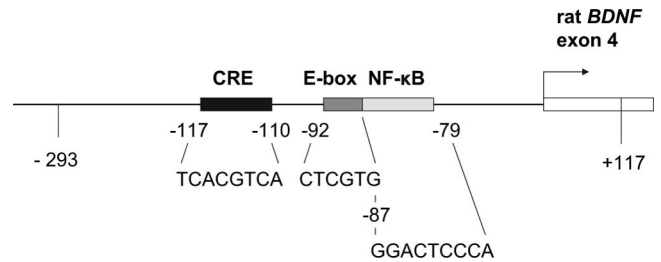 rat BDNF
exon 4
CRE E-box NF-κB
-117 -110 -92 -79
- 293 +117
TCACGTCA CTCGTG
-87
GGACTCCCA